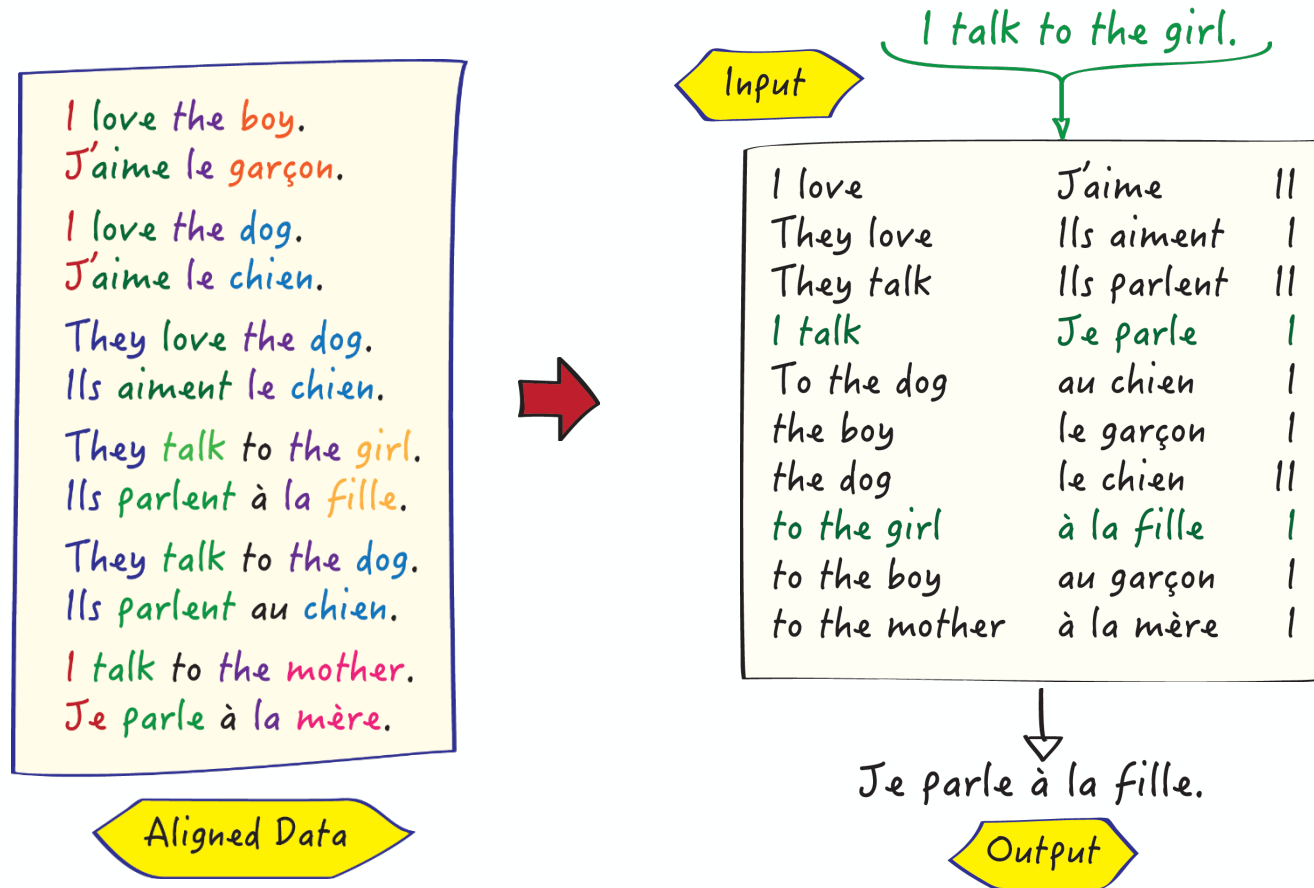 I love the boy.
J'aime le garçon.
I love the dog.
J'aime le chien.
They love the dog.
Ils aiment le chien.
They talk to the girl.
Ils parlent à la fille.
They talk to the dog.
Ils parlent au chien.
I talk to the mother.
Je parle à la mère.
Aligned Data
Input
I talk to the girl.
I love J'aime II
They love Ils aiment I
They talk Ils parlent II
I talk Je parle I
To the dog au chien I
the boy le garçon I
the dog le chien II
to the girl à la fille I
to the boy au garçon I
to the mother à la mère I
Je parle à la fille.
Output